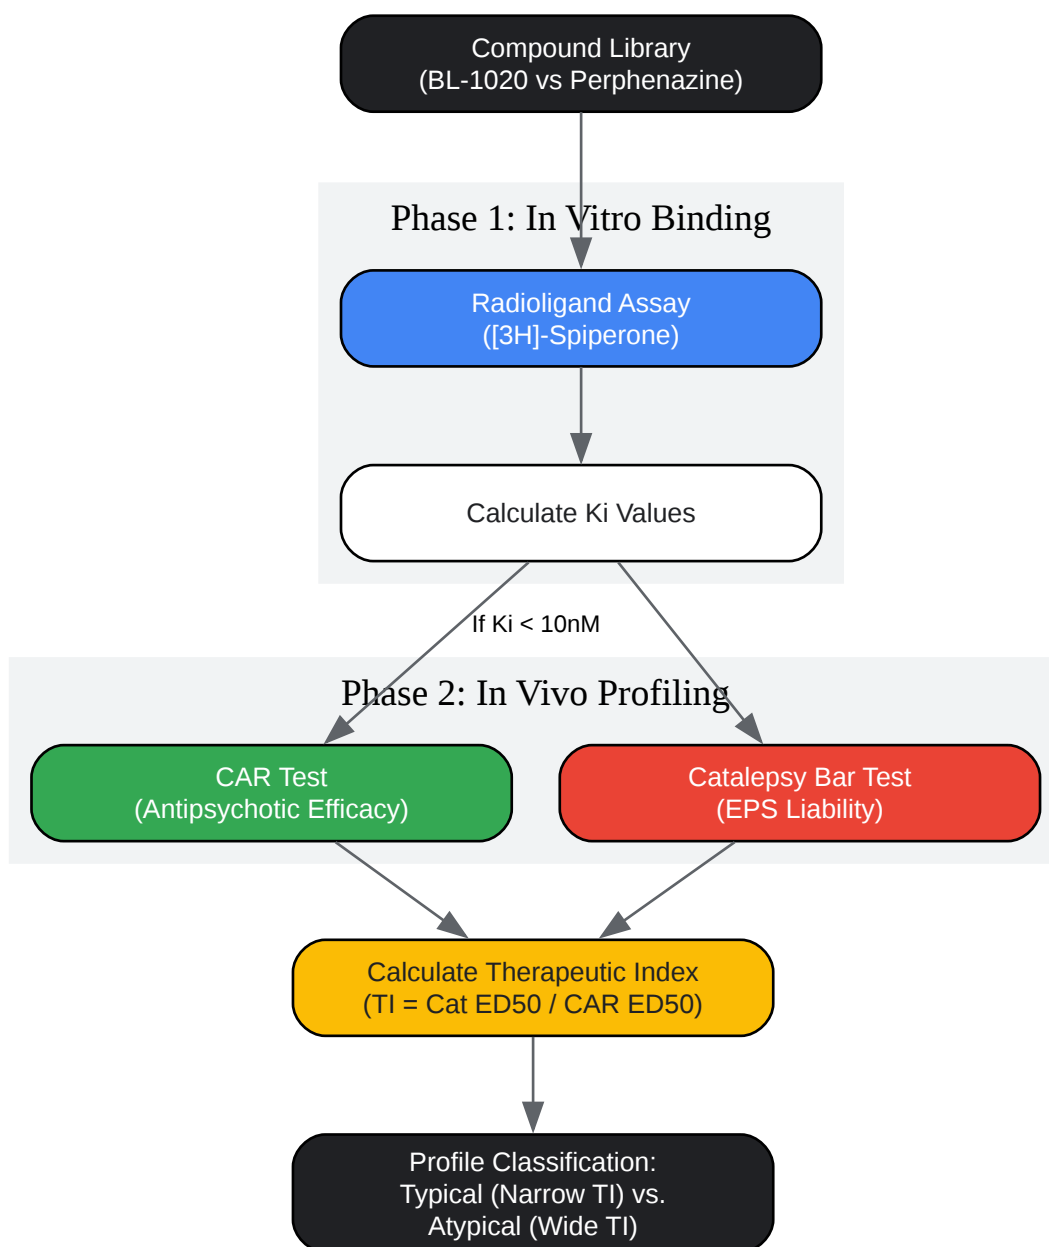 Compound Library
(BL-1020 vs Perphenazine)
Phase 1: In Vitro Binding
Radioligand Assay
([3H]-Spiperone)
Calculate Ki Values
If Ki < 10nM
Phase 2: In Vivo Profiling
CAR Test
(Antipsychotic Efficacy)
Catalepsy Bar Test
(EPS Liability)
Calculate Therapeutic Index
(TI = Cat ED50 / CAR ED50)
Profile Classification:
Typical (Narrow TI) vs.
Atypical (Wide TI)